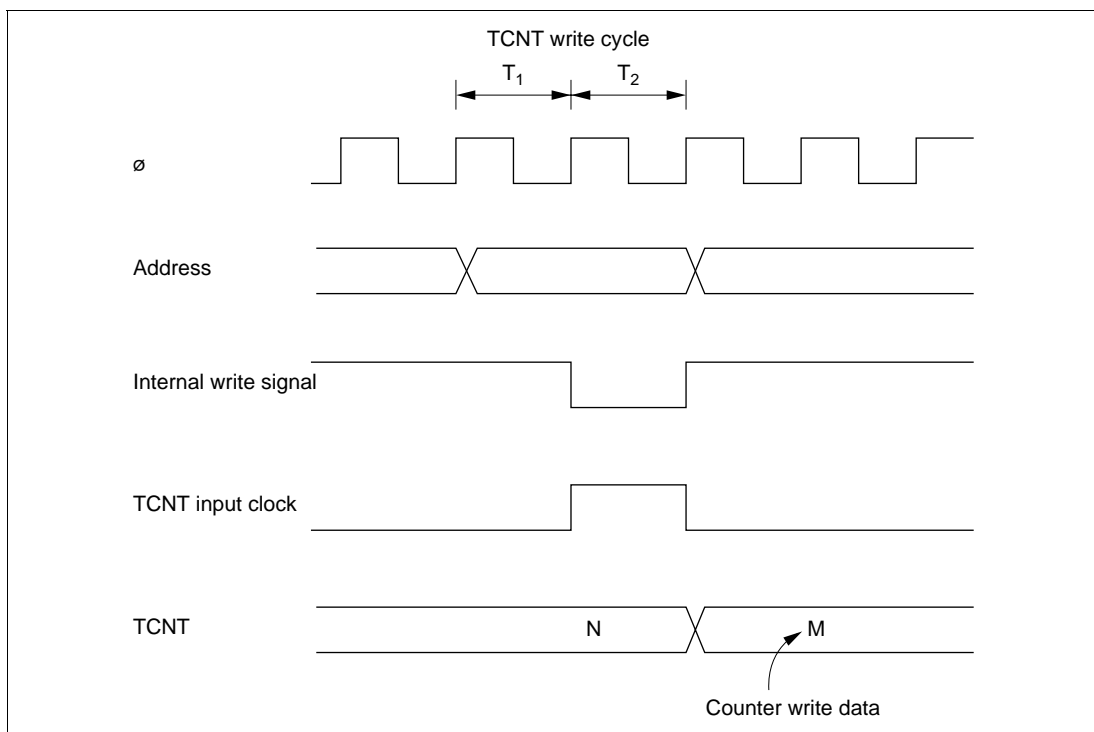 TCNT write cycle
T1 T2
ø
Address
Internal write signal
TCNT input clock
TCNT N M
Counter write data